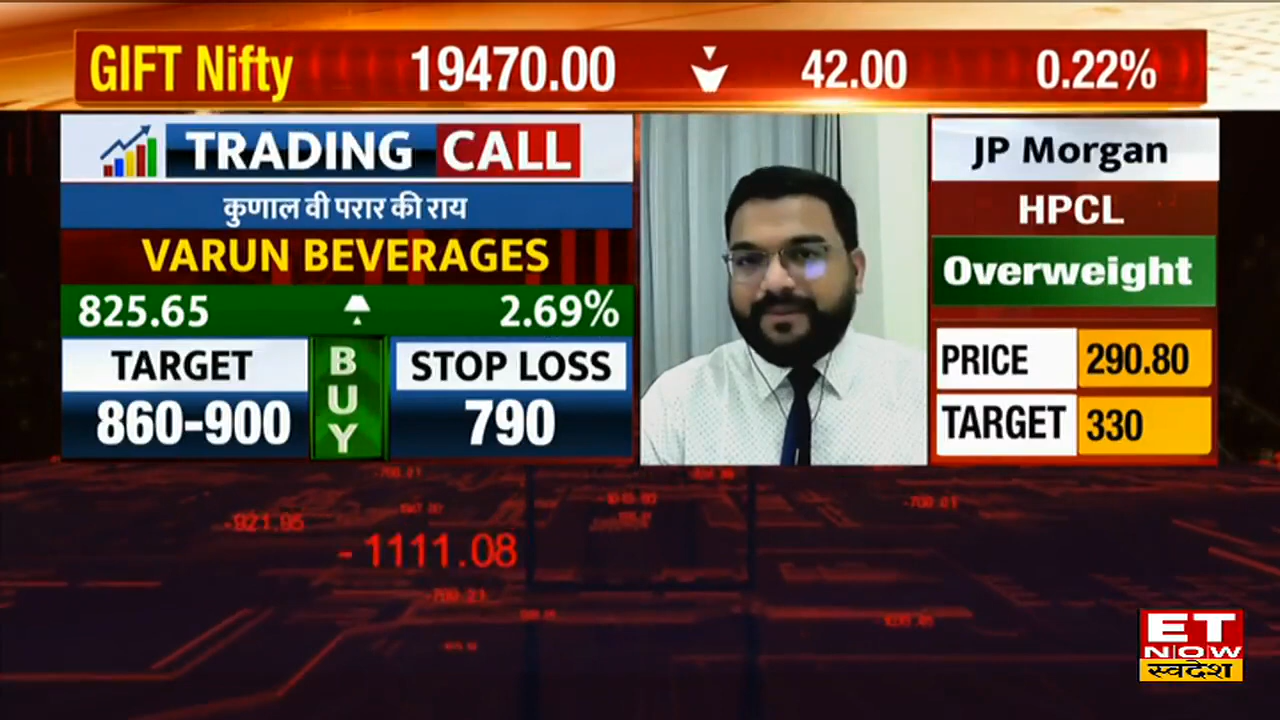 GIFT Nifty 19470.00 42.00 0.22%
TRADING CALL
कुणाल वी परार की राय
VARUN BEVERAGES
825.65 2.69%
TARGET
860-900
BUY
STOP LOSS
790
JP Morgan
HPCL
Overweight
PRICE 290.80
TARGET 330
-921.95
- 1111.08
ET
NOW
स्वदेश